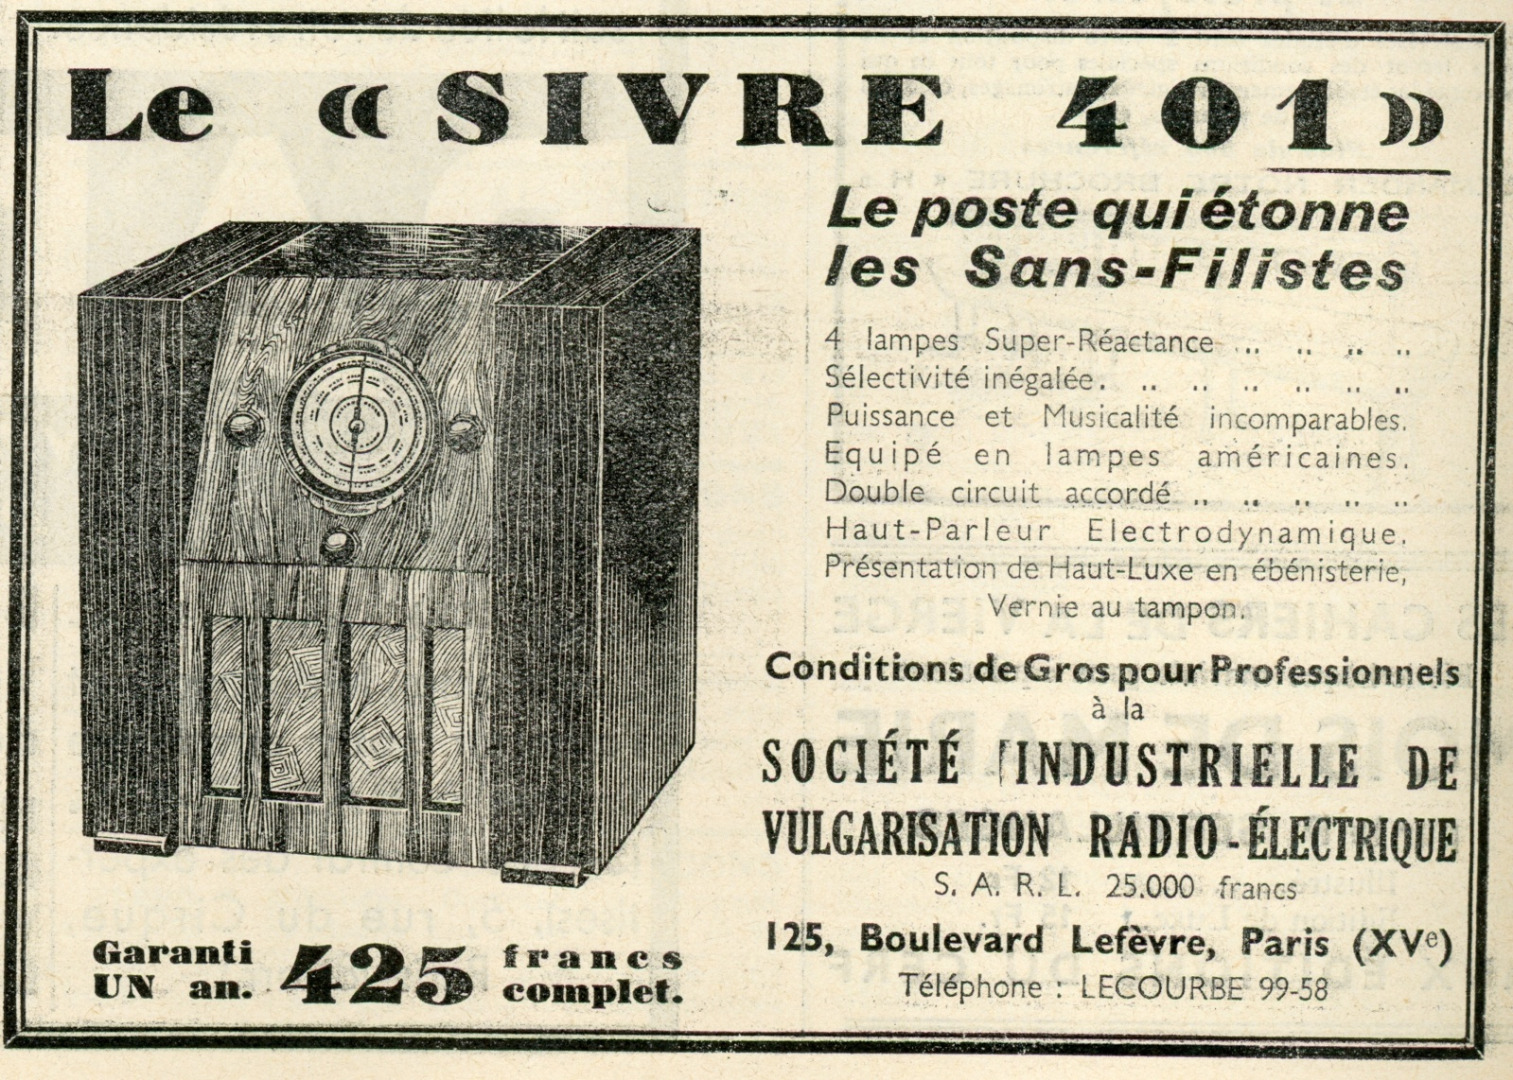 Le « SIVRE 401 »
Le poste qui étonne
les Sans-Filistes
4 lampes Super-Réactance .. .. .. ..
Sélectivité inégalée. .. .. .. .. .. ..
Puissance et Musicalité incomparables.
Equipé en lampes américaines.
Double circuit accordé .. .. .. .. ..
Haut-Parleur Electrodynamique.
Présentation de Haut-Luxe en ébénisterie,
Vernie au tampon.
Conditions de Gros pour Professionnels
à la
SOCIÉTÉ INDUSTRIELLE DE
VULGARISATION RADIO-ÉLECTRIQUE
S. A. R. L. 25.000 francs
125, Boulevard Lefèvre, Paris (XVe)
Téléphone : LECOURBE 99-58
Garanti
UN an.
425
francs
complet.